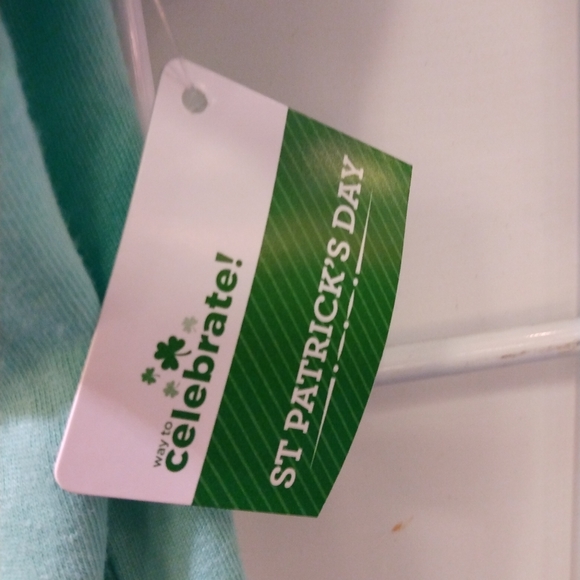 way to
celebrate!
ST PATRICK'S DAY